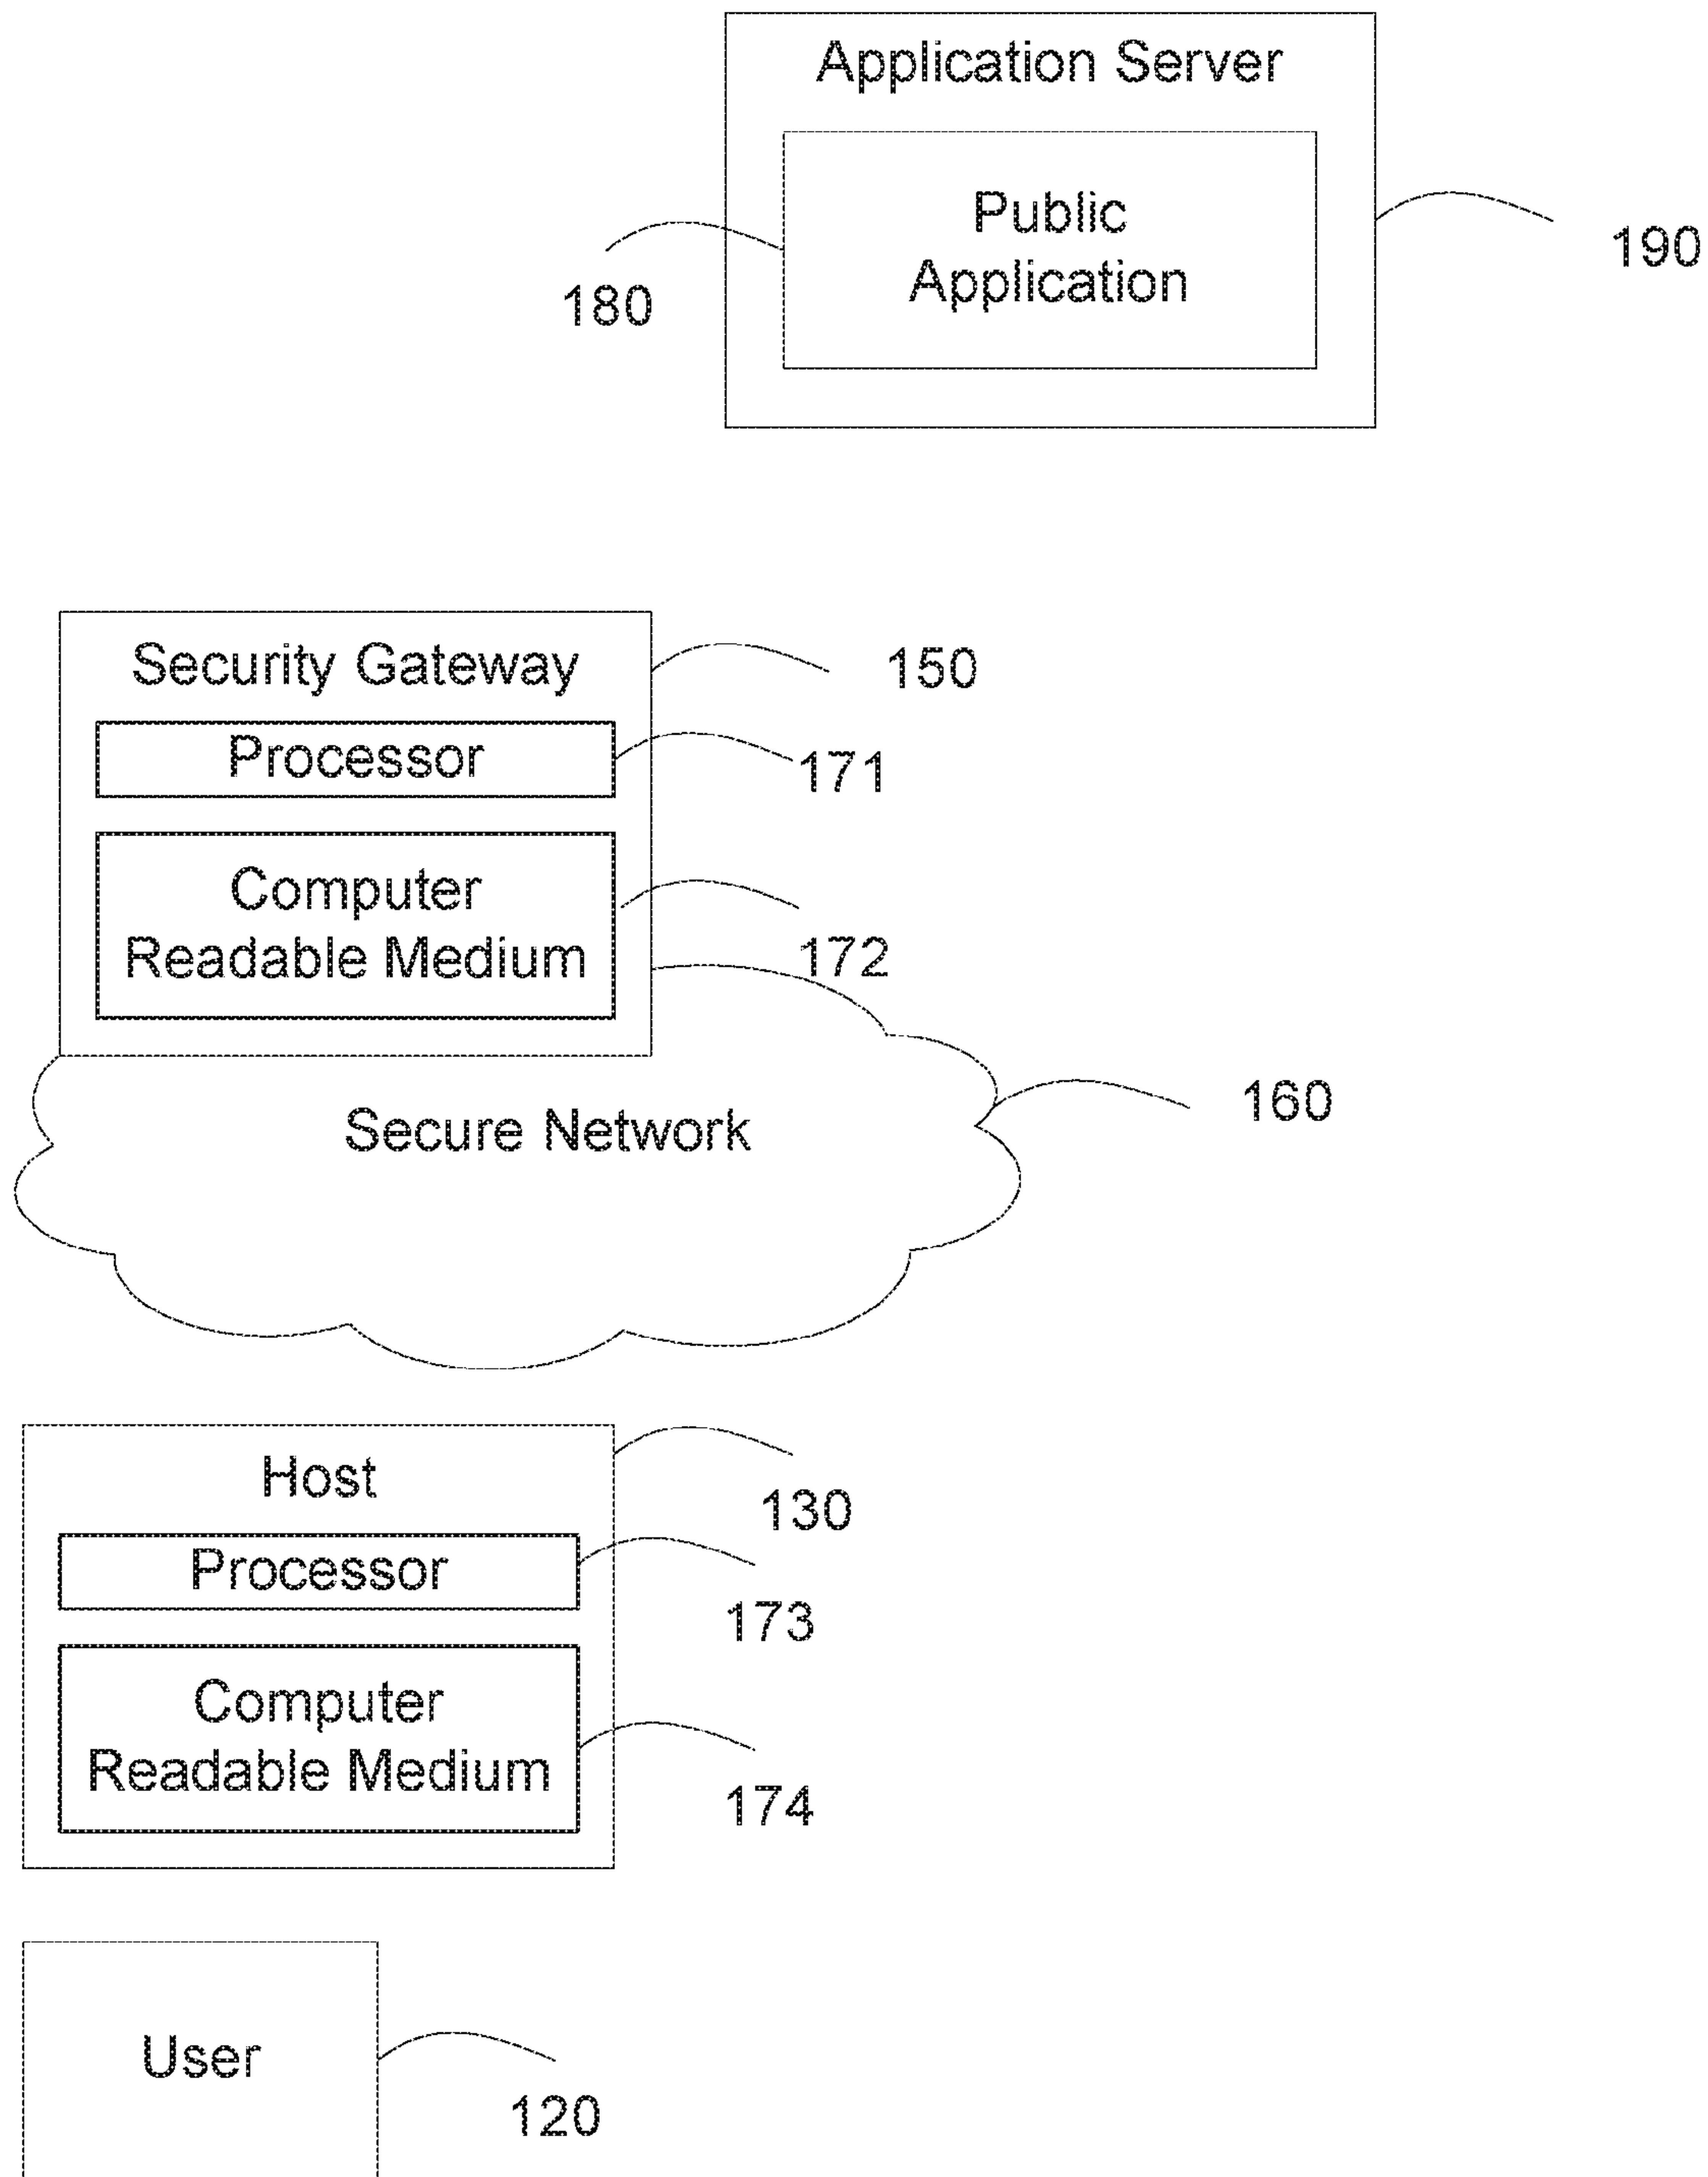 Application Server
Public
Application
190
180
Security Gateway
150
Processor
171
Computer
Readable Medium
172
Secure Network
160
Host
130
Processor
173
Computer
Readable Medium
174
User
120